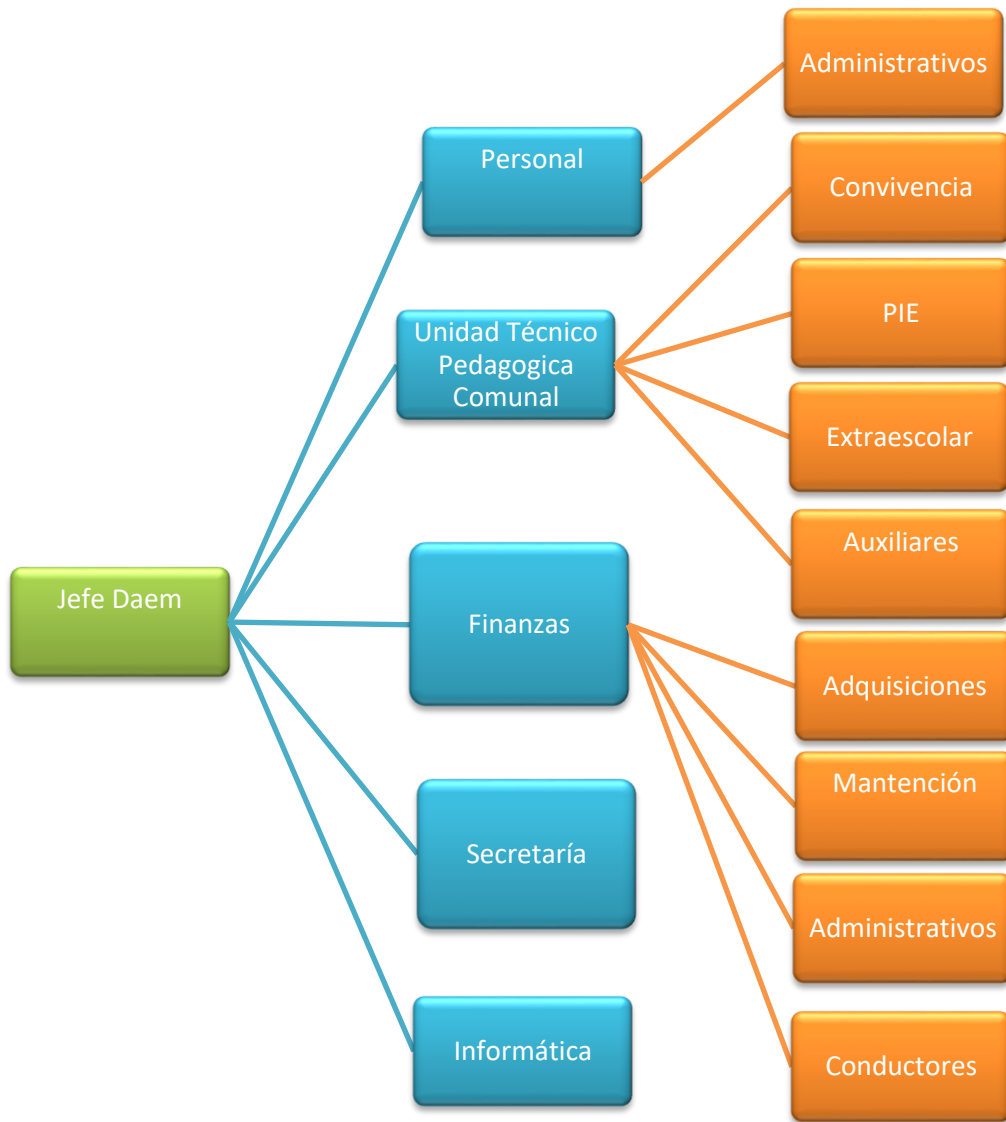 Jefe Daem
Personal
Unidad Técnico
Pedagogica
Comunal
Finanzas
Secretaría
Informática
Administrativos
Convivencia
PIE
Extraescolar
Auxiliares
Adquisiciones
Mantención
Administrativos
Conductores